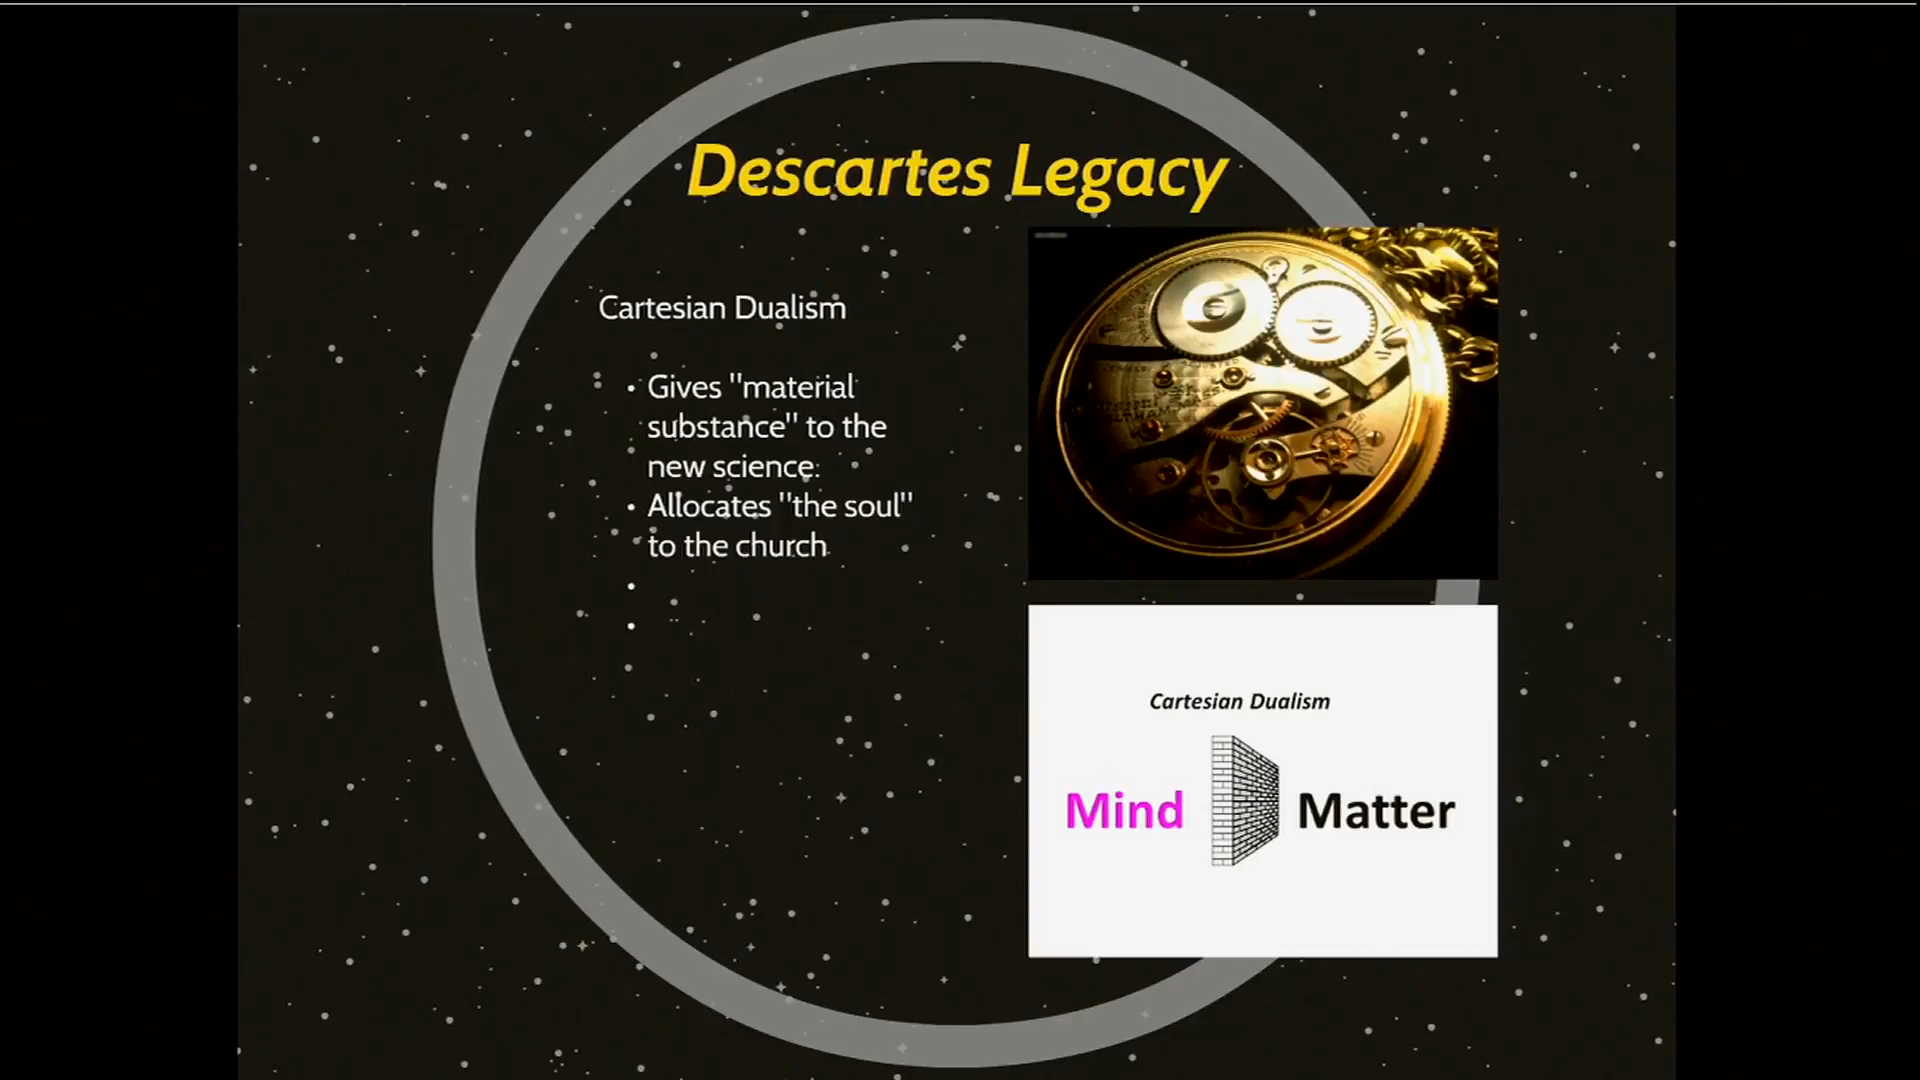 Descartes Legacy
Cartesian Dualism
• Gives "material
substance" to the
new science.
• Allocates "the soul"
to the church
•
•
Cartesian Dualism
Mind
Matter